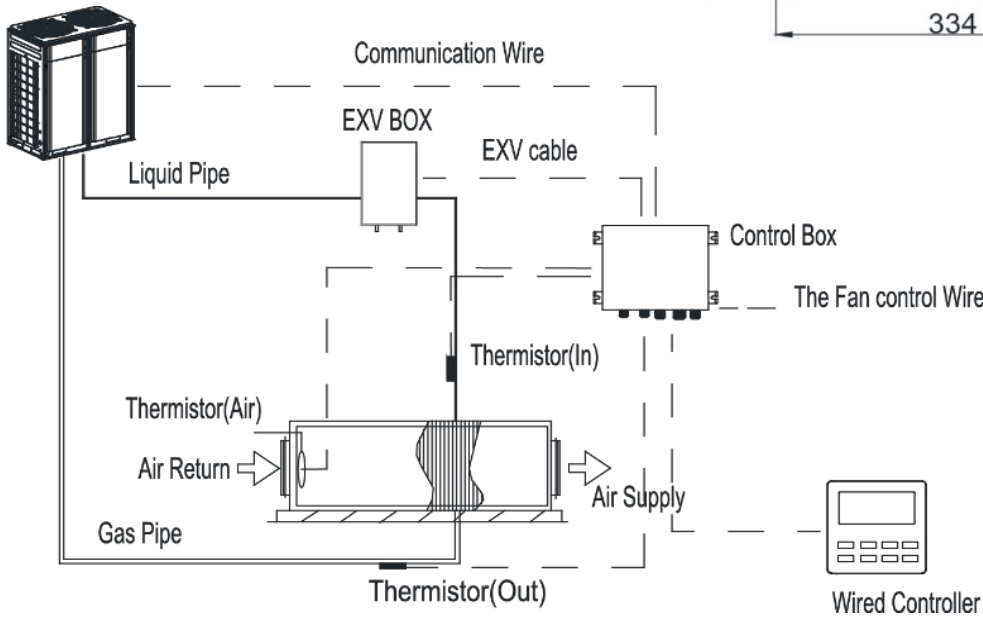 334
Communication Wire
EXV BOX
EXV cable
Liquid Pipe
Control Box
The Fan control Wire
Thermistor(In)
Thermistor(Air)
Air Return
Air Supply
Gas Pipe
Thermistor(Out)
Wired Controller